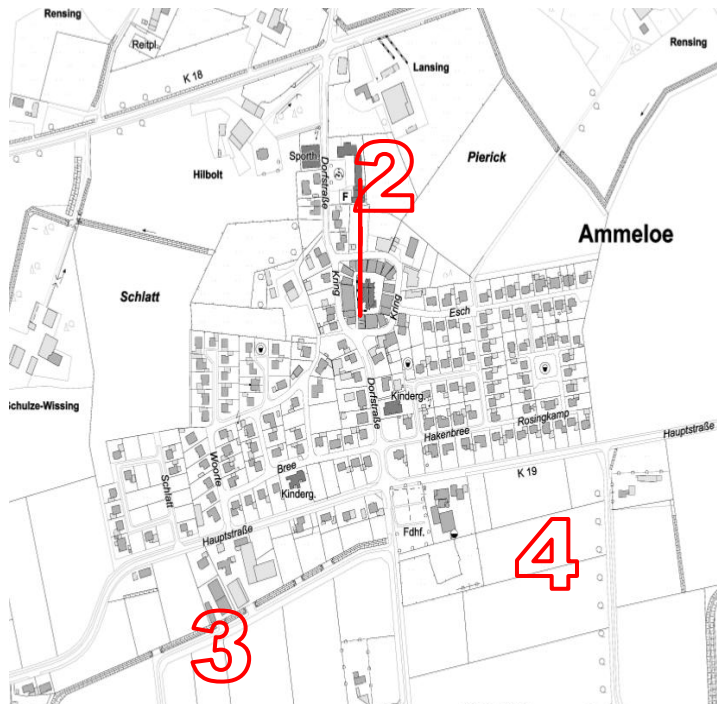 Rensing
Reitpl.
K 18
Lansing
Rensing
Sporth.
Dorfstraße
2
F
Hilbolt
Pierick
Ammeloe
Schlatt
Kring
Kring
Esch
Dorfstraße
Kinderg.
Schulze-Wissing
Rosingkamp
Hakenbree
Hauptstraße
Woorte
Bree
K 19
Schlatt
Kinderg.
Hauptstraße
Fdhf.
4
3